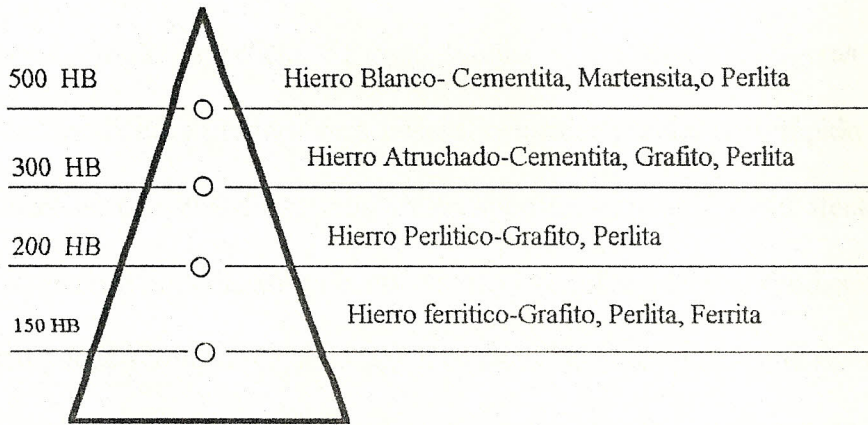 500 HB Hierro Blanco- Cementita, Martensita,o Perlita
300 HB Hierro Atruchado-Cementita, Grafito, Perlita
200 HB Hierro Perlitico-Grafito, Perlita
150 HB Hierro ferritico-Grafito, Perlita, Ferrita